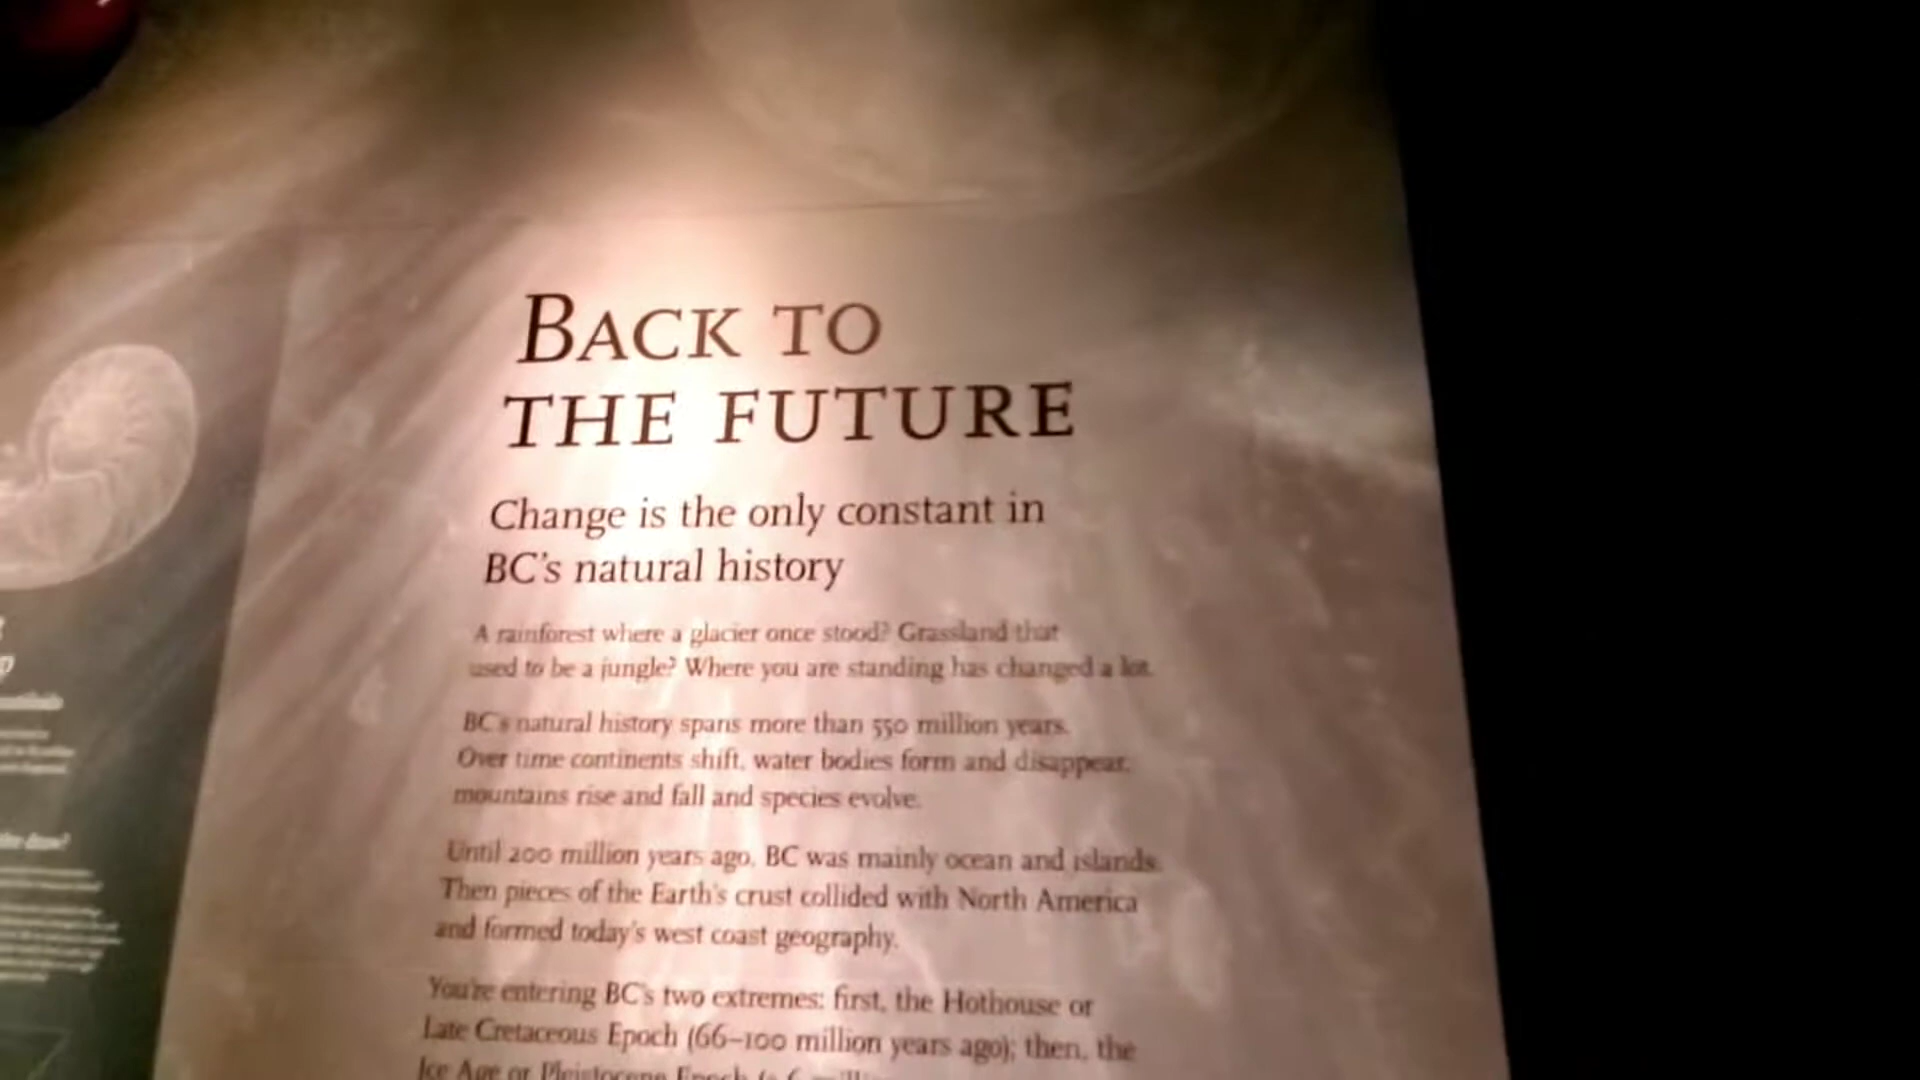 BACK TO
THE FUTURE
Change is the only constant in
BC's natural history
A rainforest where a glacier once stood? Grassland that
used to be a jungle? Where you are standing has changed a lot.
BC's natural history spans more than 550 million years.
Over time continents shift, water bodies form and disappear,
mountains rise and fall and species evolve.
Until 200 million years ago, BC was mainly ocean and islands.
Then pieces of the Earth's crust collided with North America
and formed today's west coast geography.
You're entering BC's two extremes: first, the Hothouse or
Late Cretaceous Epoch (66–100 million years ago); then, the
Ice Age or Pleistocene Epoch